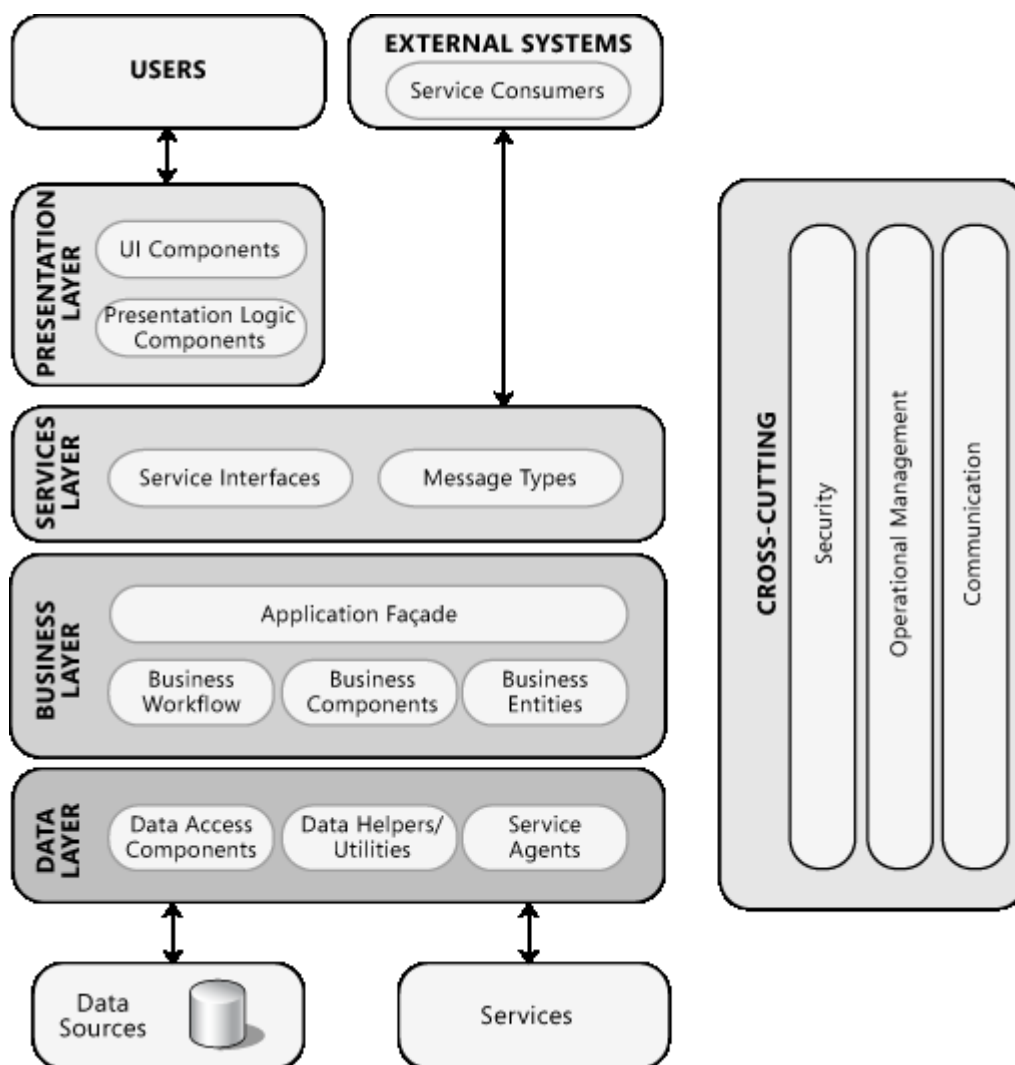 USERS
EXTERNAL SYSTEMS
Service Consumers
PRESENTATION
LAYER
UI Components
Presentation Logic
Components
SERVICES
LAYER
Service Interfaces
Message Types
BUSINESS
LAYER
Application Façade
Business
Workflow
Business
Components
Business
Entities
DATA
LAYER
Data Access
Components
Data Helpers/
Utilities
Service
Agents
Data
Sources
Services
CROSS-CUTTING
Security
Operational Management
Communication